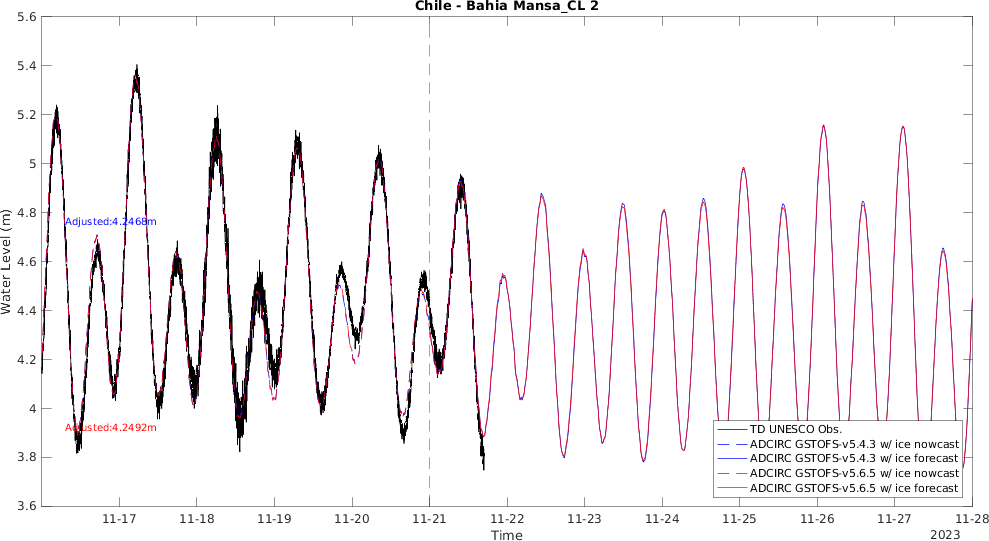 Chile - Bahia Mansa_CL 2
Water Level (m)
5.6
5.4
5.2
5
4.8
4.6
4.4
4.2
4
3.8
3.6
Adjusted:4.2468m
Adjusted:4.2492m
TD UNESCO Obs.
ADCIRC GSTOFS-v5.4.3 w/ ice nowcast
ADCIRC GSTOFS-v5.4.3 w/ ice forecast
ADCIRC GSTOFS-v5.6.5 w/ ice nowcast
ADCIRC GSTOFS-v5.6.5 w/ ice forecast
11-17 11-18 11-19 11-20 11-21 11-22 11-23 11-24 11-25 11-26 11-27 11-28
Time
2023